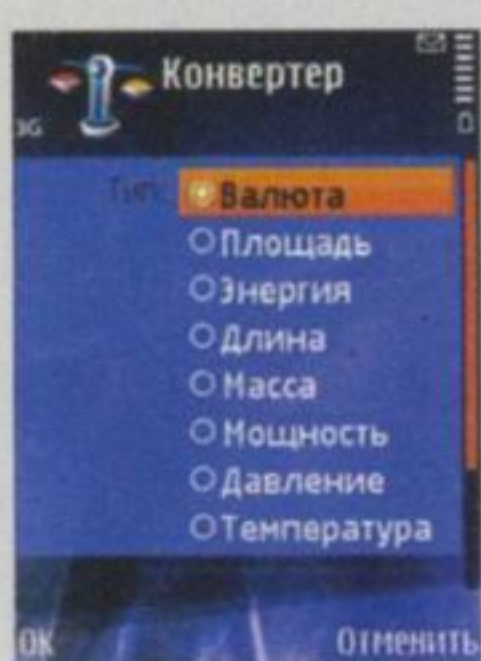 Конвертер
3G
Тип Валюта
Площадь
Энергия
Длина
Масса
Мощность
Давление
Температура
OK Отменить